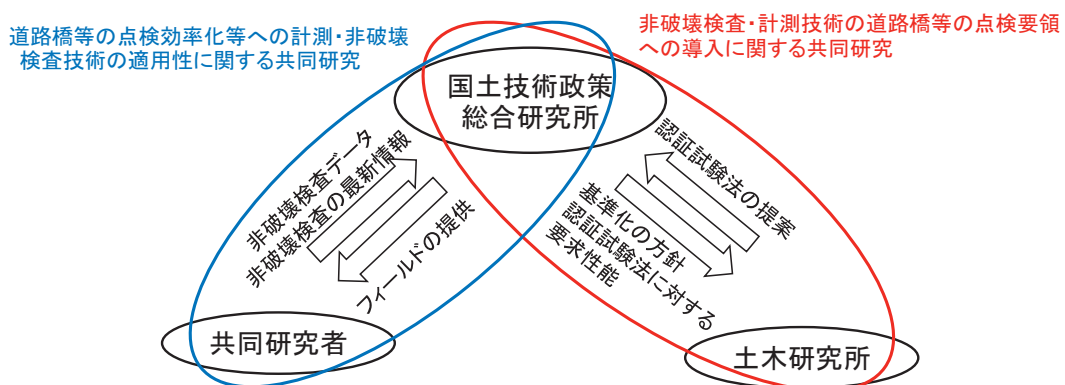 道路橋等の点検効率化等への計測・非破壊
検査技術の適用性に関する共同研究
非破壊検査・計測技術の道路橋等の点検要領
への導入に関する共同研究
国土技術政策
総合研究所
非破壊検査データ
非破壊検査の最新情報
フィールドの提供
認証試験法の提案
基準化の方針
認証試験法に対する
要求性能
共同研究者
土木研究所